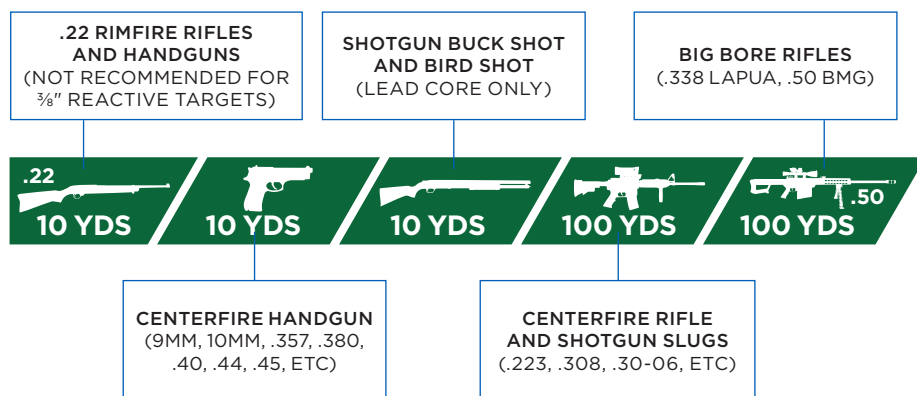 .22 RIMFIRE RIFLES
AND HANDGUNS
(NOT RECOMMENDED FOR
⅜" REACTIVE TARGETS)
SHOTGUN BUCK SHOT
AND BIRD SHOT
(LEAD CORE ONLY)
BIG BORE RIFLES
(.338 LAPUA, .50 BMG)
.22
10 YDS
10 YDS
10 YDS
100 YDS
.50
100 YDS
CENTERFIRE HANDGUN
(9MM, 10MM, .357, .380,
.40, .44, .45, ETC)
CENTERFIRE RIFLE
AND SHOTGUN SLUGS
(.223, .308, .30-06, ETC)